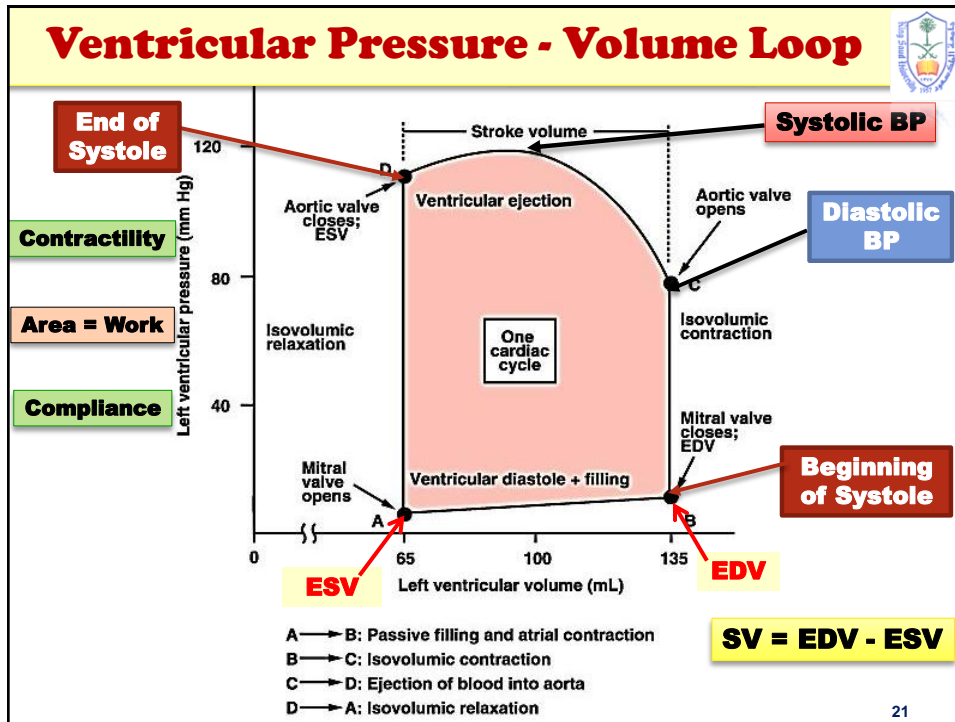 Ventricular Pressure - Volume Loop
King Saud University
1957
End of
Systole
Stroke volume
Systolic BP
120
D
Aortic valve
closes;
ESV
Ventricular ejection
Aortic valve
opens
Diastolic
BP
Contractility
Left ventricular pressure (mm Hg)
80
C
Isovolumic
relaxation
Isovolumic
contraction
Area = Work
One
cardiac
cycle
Compliance
40
Mitral valve
closes;
EDV
Mitral
valve
opens
Ventricular diastole + filling
Beginning
of Systole
A
B
0
65
100
135
ESV
EDV
Left ventricular volume (mL)
A → B: Passive filling and atrial contraction
B → C: Isovolumic contraction
C → D: Ejection of blood into aorta
D → A: Isovolumic relaxation
SV = EDV - ESV
21